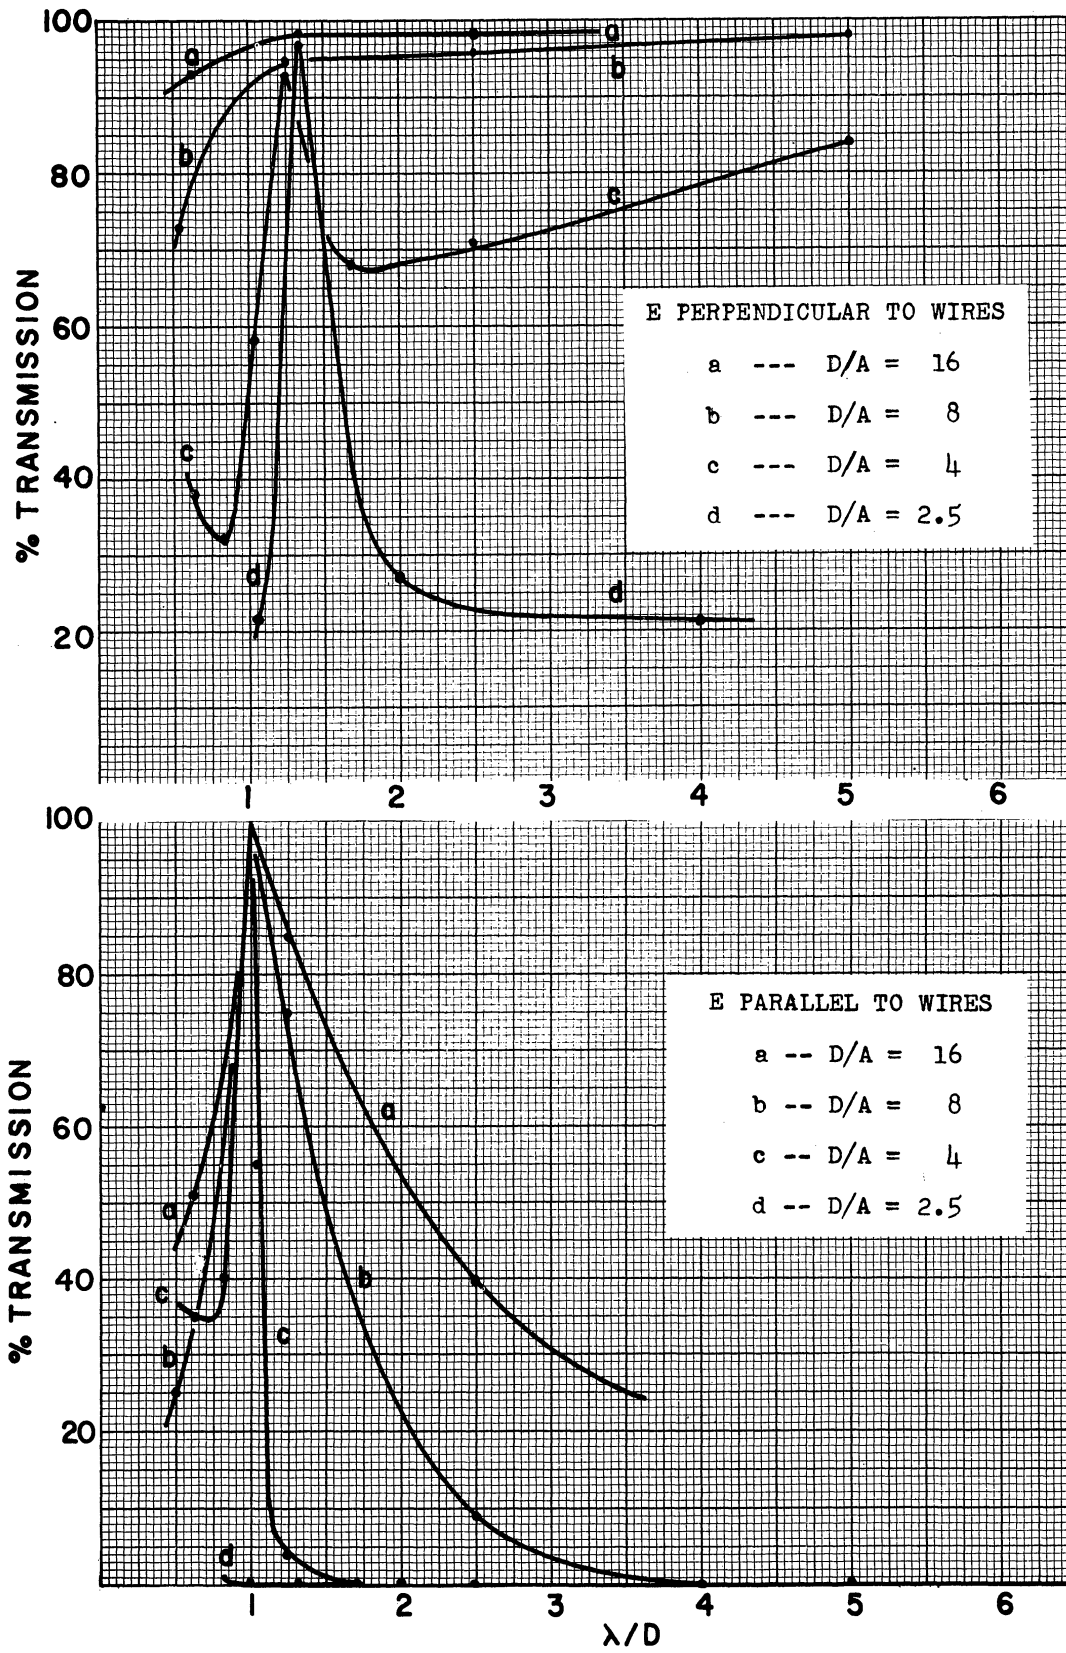 100
80
60
40
20
% TRANSMISSION
a
a
b
b
c
c
d
d
E PERPENDICULAR TO WIRES
a --- D/A = 16
b --- D/A = 8
c --- D/A = 4
d --- D/A = 2.5
1 2 3 4 5 6
100
80
60
40
20
% TRANSMISSION
a
a
b
c
c
b
d
E PARALLEL TO WIRES
a -- D/A = 16
b -- D/A = 8
c -- D/A = 4
d -- D/A = 2.5
1 2 3 4 5 6
λ/D